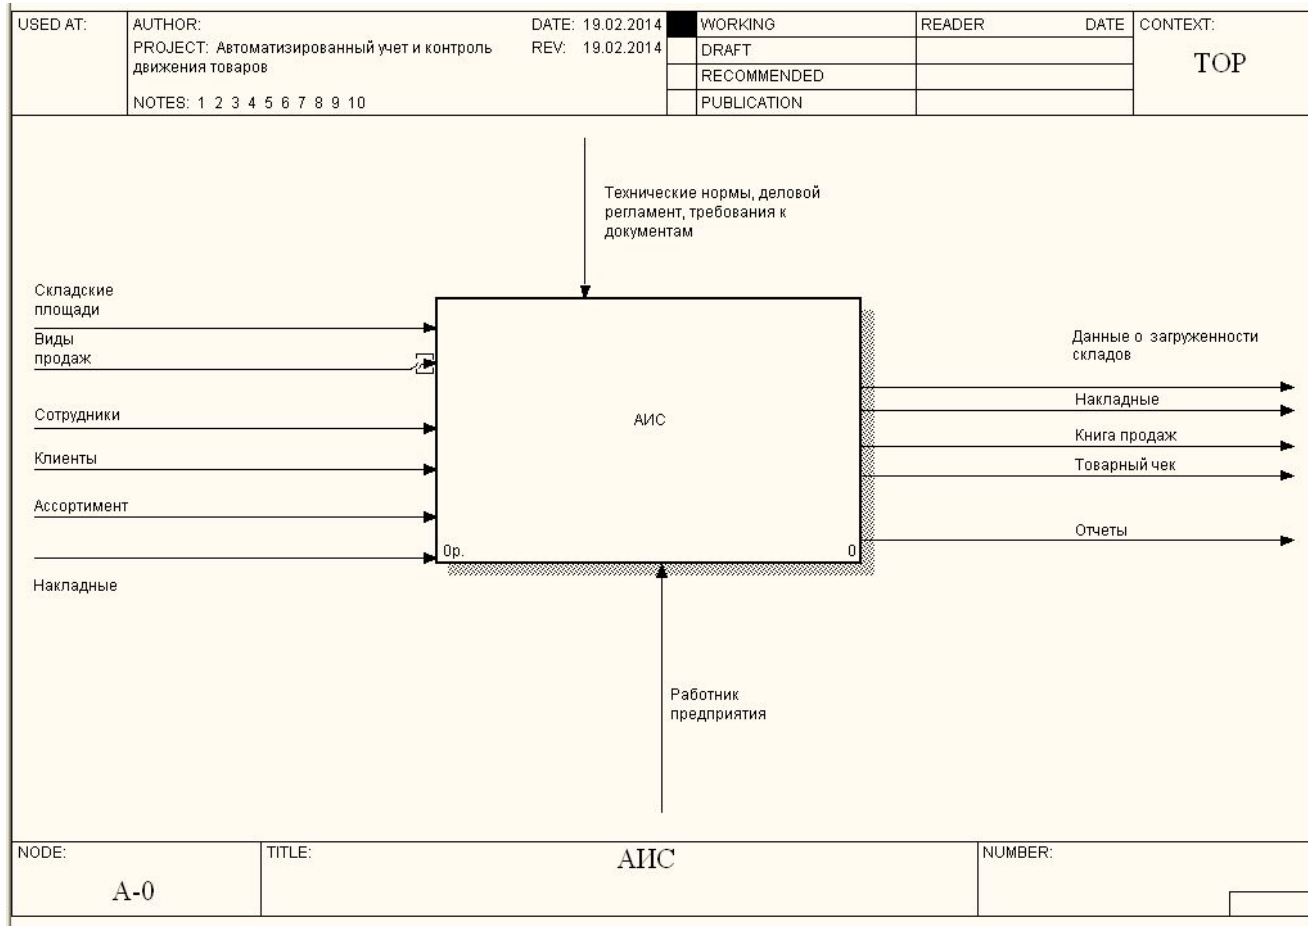 USED AT:
AUTHOR:
DATE: 19.02.2014
WORKING
READER
DATE
CONTEXT:
PROJECT: Автоматизированный учет и контроль
REV: 19.02.2014
DRAFT
движения товаров
TOP
RECOMMENDED
NOTES: 1 2 3 4 5 6 7 8 9 10
PUBLICATION
Технические нормы, деловой
регламент, требования к
документам
Складские
площади
Виды
продаж
Сотрудники
Клиенты
Ассортимент
Накладные
АИС
0р.
0
Данные о загруженности
складов
Накладные
Книга продаж
Товарный чек
Отчеты
Работник
предприятия
NODE:
A-0
TITLE:
АИС
NUMBER: